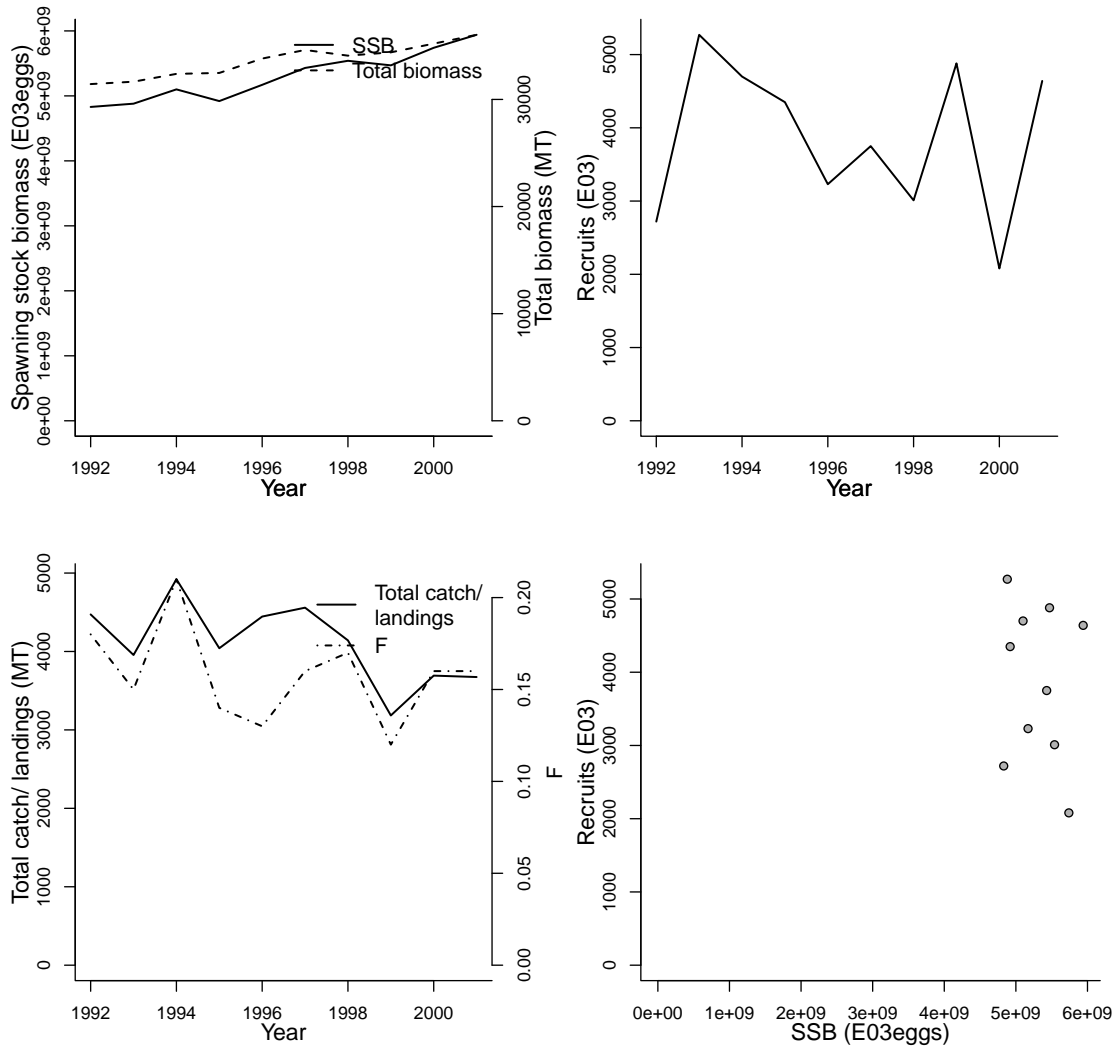 Spawning stock biomass (E03eggs)
0e+00 1e+09 2e+09 3e+09 4e+09 5e+09 6e+09
SSB
Total biomass
Total biomass (MT)
0 10000 20000 30000
1992 1994 1996 1998 2000
Year
Recruits (E03)
0 1000 2000 3000 4000 5000
1992 1994 1996 1998 2000
Year
Total catch/ landings (MT)
0 1000 2000 3000 4000 5000
Total catch/
landings
F
F
0.00 0.05 0.10 0.15 0.20
1992 1994 1996 1998 2000
Year
Recruits (E03)
0 1000 2000 3000 4000 5000
0e+00 1e+09 2e+09 3e+09 4e+09 5e+09 6e+09
SSB (E03eggs)